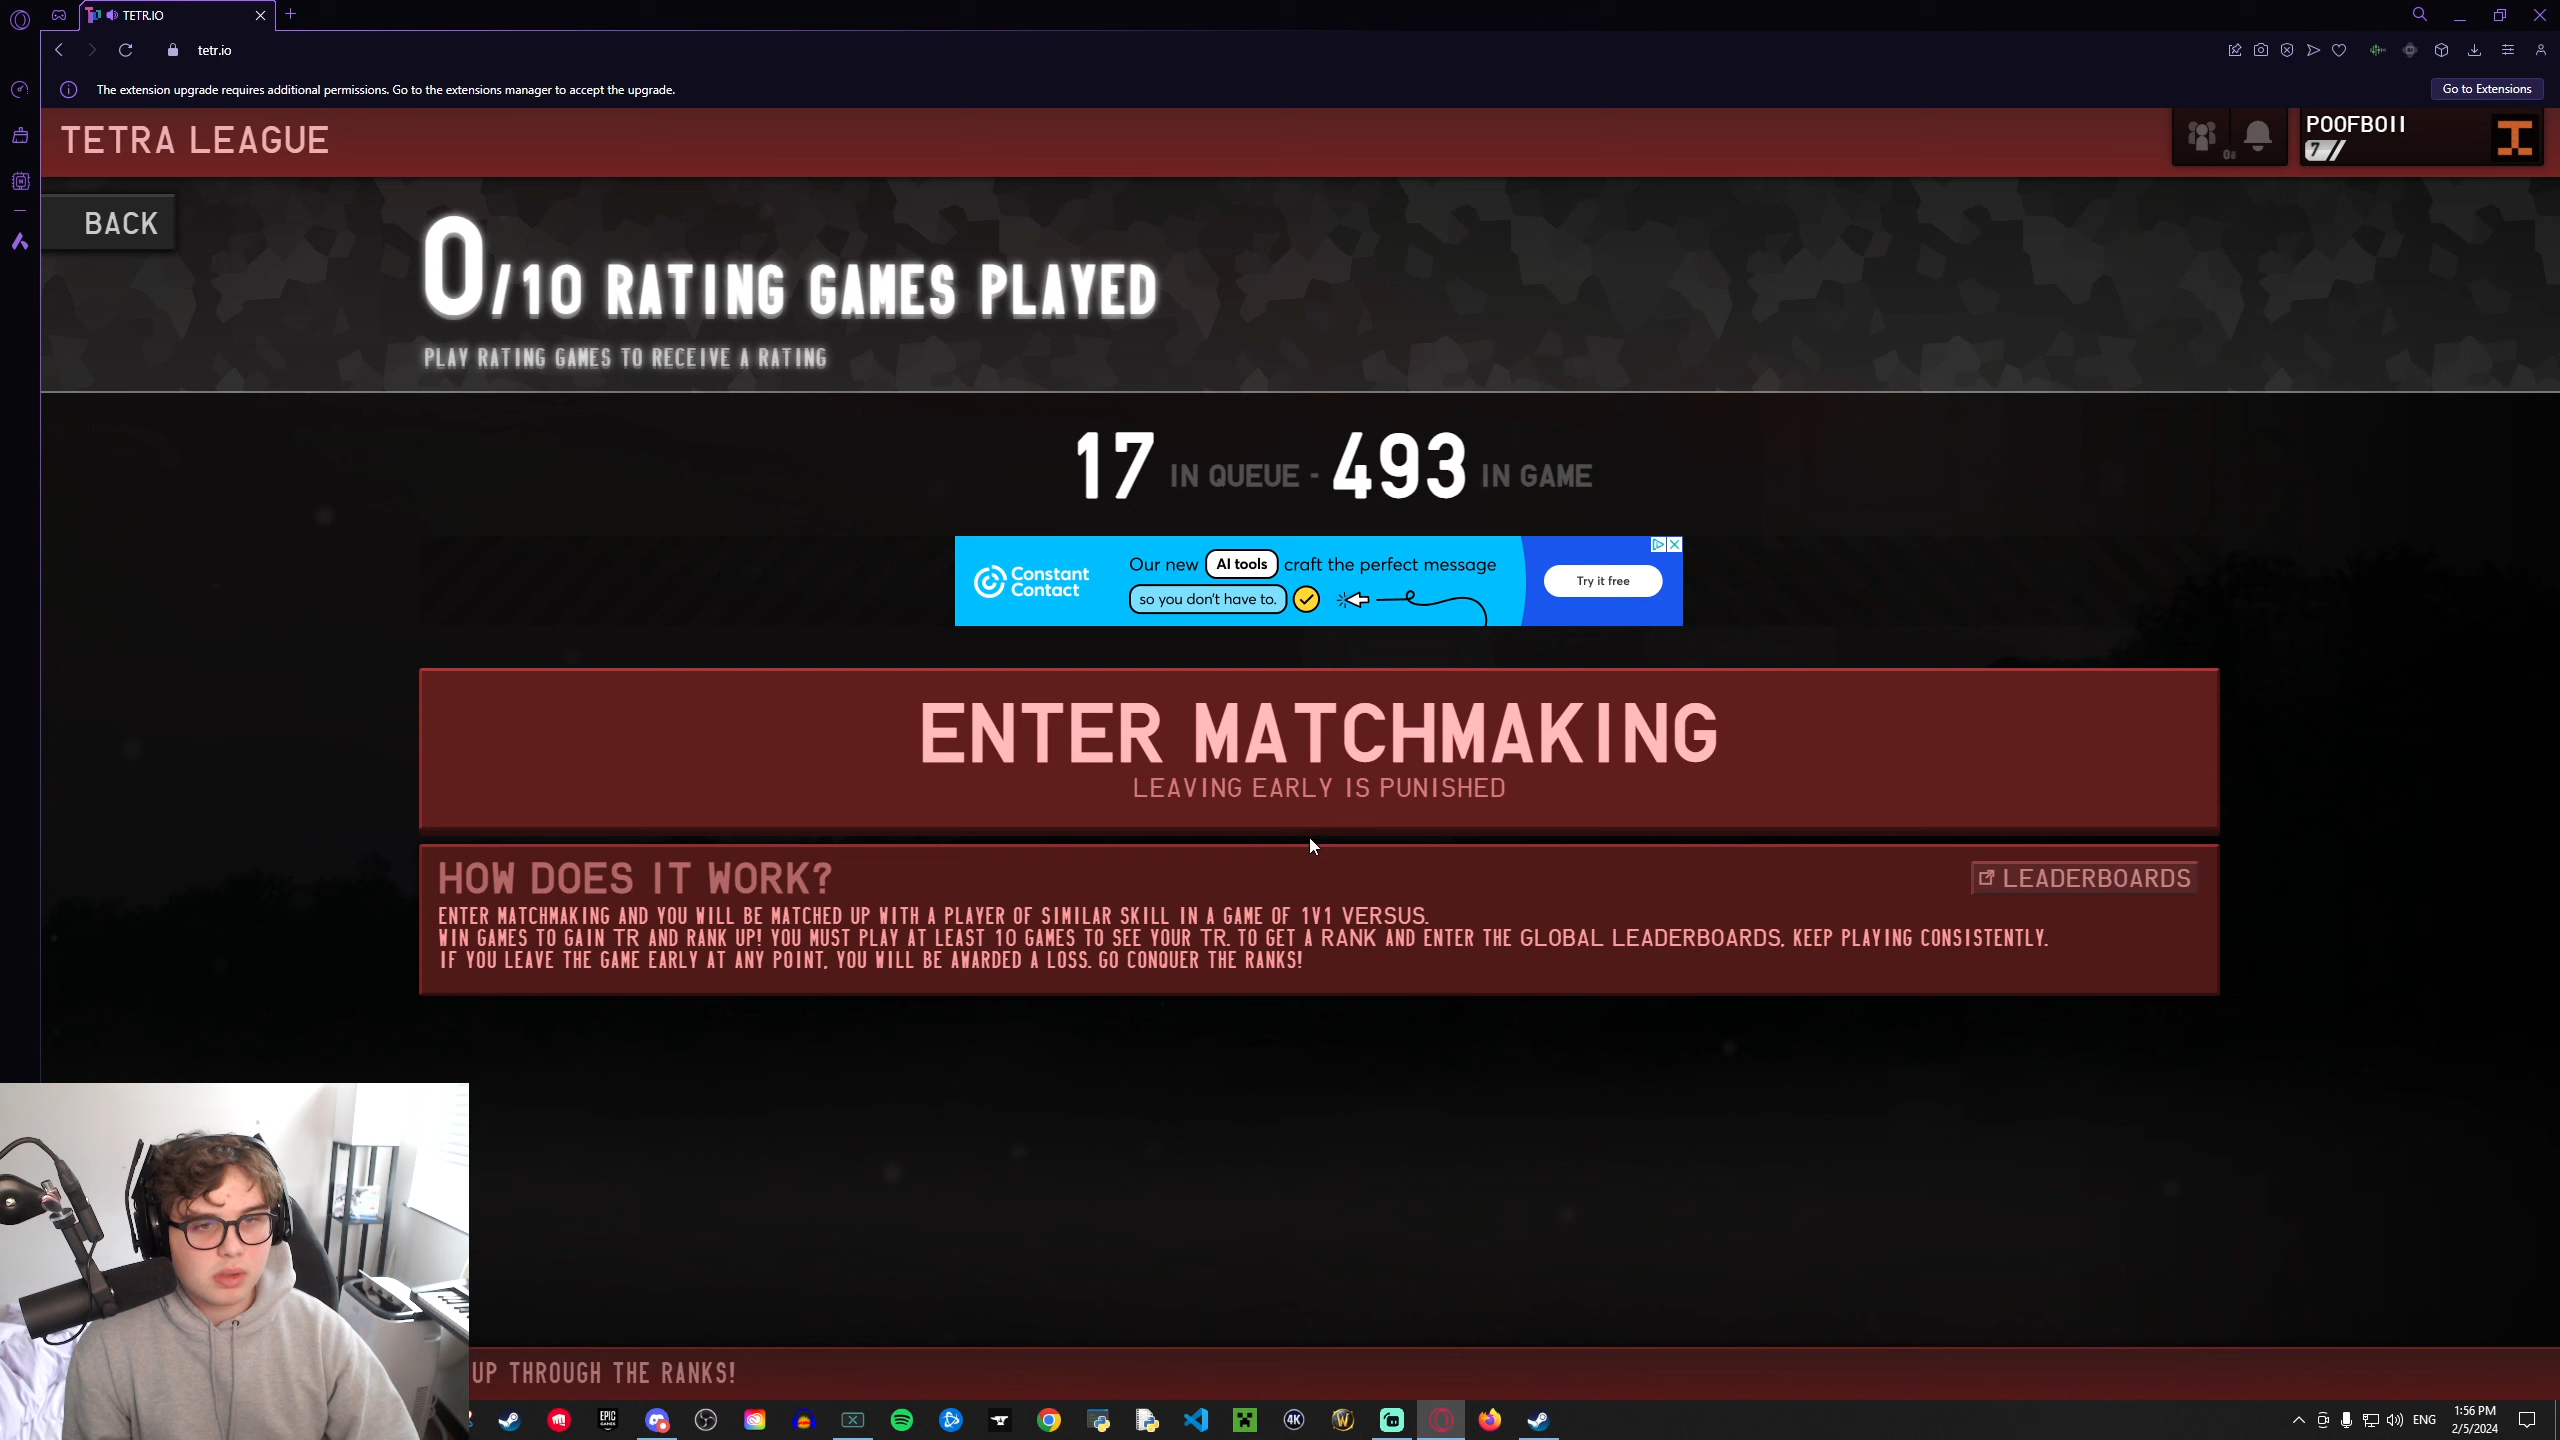 TETR.IO
tetr.io
The extension upgrade requires additional permissions. Go to the extensions manager to accept the upgrade.
Go to Extensions
TETRA LEAGUE
POOFBOII
7
BACK
0/10 RATING GAMES PLAYED
PLAY RATING GAMES TO RECEIVE A RATING
17 IN QUEUE - 493 IN GAME
Constant Contact
Our new AI tools craft the perfect message
so you don't have to.
Try it free
ENTER MATCHMAKING
LEAVING EARLY IS PUNISHED
HOW DOES IT WORK?
LEADERBOARDS
ENTER MATCHMAKING AND YOU WILL BE MATCHED UP WITH A PLAYER OF SIMILAR SKILL IN A GAME OF 1V1 VERSUS.
WIN GAMES TO GAIN TR AND RANK UP! YOU MUST PLAY AT LEAST 10 GAMES TO SEE YOUR TR. TO GET A RANK AND ENTER THE GLOBAL LEADERBOARDS, KEEP PLAYING CONSISTENTLY.
IF YOU LEAVE THE GAME EARLY AT ANY POINT, YOU WILL BE AWARDED A LOSS. GO CONQUER THE RANKS!
UP THROUGH THE RANKS!
EPIC GAMES
4K
ENG
1:56 PM
2/5/2024